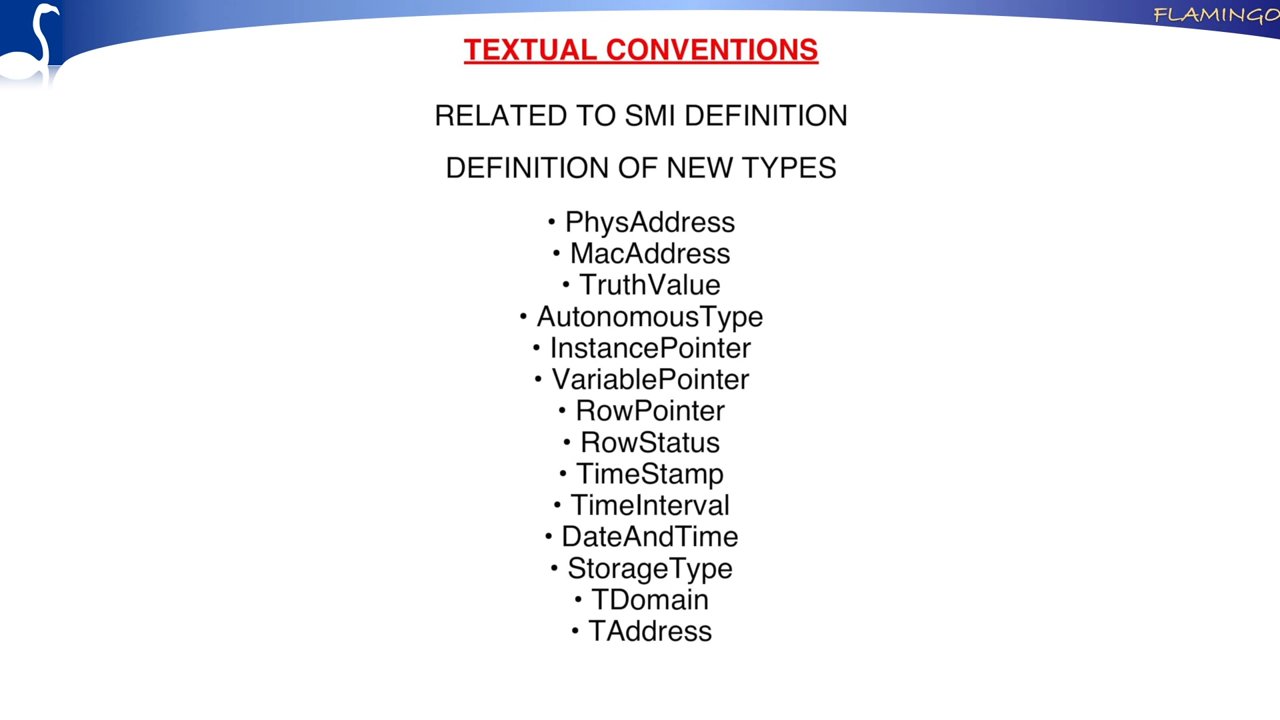 FLAMINGO
TEXTUAL CONVENTIONS
RELATED TO SMI DEFINITION
DEFINITION OF NEW TYPES
• PhysAddress
• MacAddress
• TruthValue
• AutonomousType
• InstancePointer
• VariablePointer
• RowPointer
• RowStatus
• TimeStamp
• TimeInterval
• DateAndTime
• StorageType
• TDomain
• TAddress